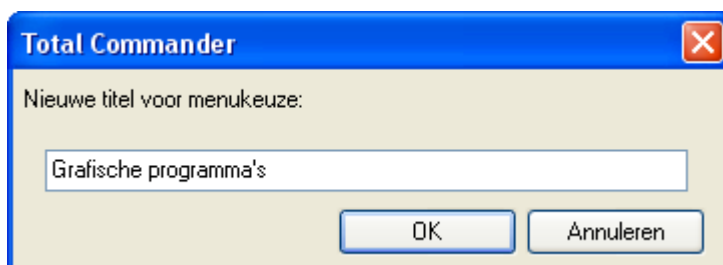 Total Commander
Nieuwe titel voor menukeuze:
Grafische programma's
OK Annuleren